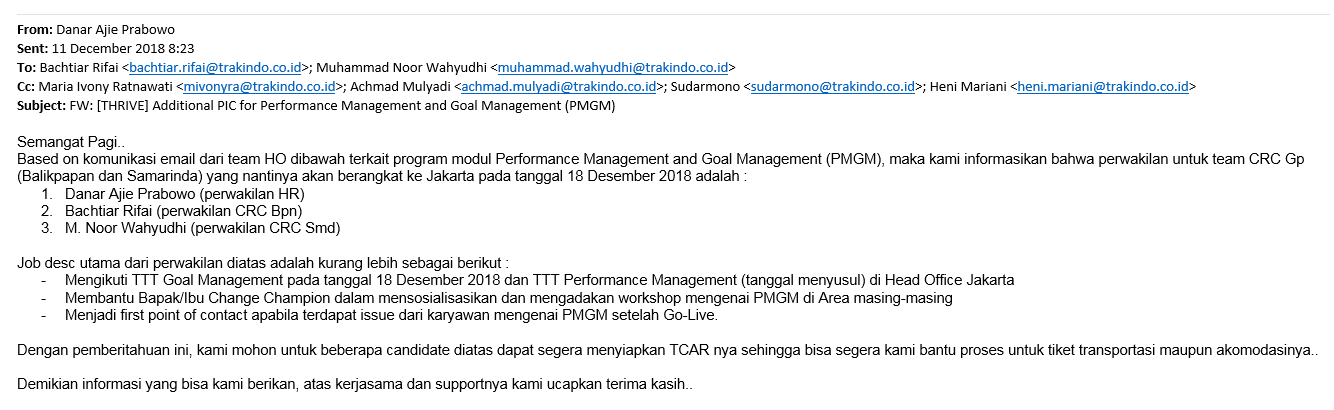 From: Danar Ajie Prabowo
Sent: 11 December 2018 8:23
To: Bachtiar Rifai <bachtiar.rifai@trakindo.co.id>; Muhammad Noor Wahyudhi <muhammad.wahyudhi@trakindo.co.id>
Cc: Maria Ivony Ratnawati <mivonyra@trakindo.co.id>; Achmad Mulyadi <achmad.mulyadi@trakindo.co.id>; Sudarmono <sudarmono@trakindo.co.id>; Heni Mariani <heni.mariani@trakindo.co.id>
Subject: FW: [THRIVE] Additional PIC for Performance Management and Goal Management (PMGM)
Semangat Pagi..
Based on komunikasi email dari team HO dibawah terkait program modul Performance Management and Goal Management (PMGM), maka kami informasikan bahwa perwakilan untuk team CRC Gp
(Balikpapan dan Samarinda) yang nantinya akan berangkat ke Jakarta pada tanggal 18 Desember 2018 adalah :
1. Danar Ajie Prabowo (perwakilan HR)
2. Bachtiar Rifai (perwakilan CRC Bpn)
3. M. Noor Wahyudhi (perwakilan CRC Smd)
Job desc utama dari perwakilan diatas adalah kurang lebih sebagai berikut :
- Mengikuti TTT Goal Management pada tanggal 18 Desember 2018 dan TTT Performance Management (tanggal menyusul) di Head Office Jakarta
- Membantu Bapak/Ibu Change Champion dalam mensosialisasikan dan mengadakan workshop mengenai PMGM di Area masing-masing
- Menjadi first point of contact apabila terdapat issue dari karyawan mengenai PMGM setelah Go-Live.
Dengan pemberitahuan ini, kami mohon untuk beberapa candidate diatas dapat segera menyiapkan TCAR nya sehingga bisa segera kami bantu proses untuk tiket transportasi maupun akomodasinya..
Demikian informasi yang bisa kami berikan, atas kerjasama dan supportnya kami ucapkan terima kasih..